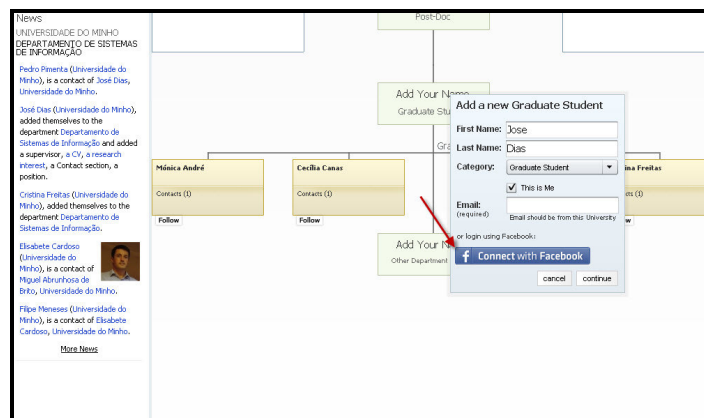 News
UNIVERSIDADE DO MINHO
DEPARTAMENTO DE SISTEMAS
DE INFORMAÇÃO
Pedro Pimenta (Universidade do
Minho), is a contact of José Dias,
Universidade do Minho.
José Dias (Universidade do Minho),
added themselves to the
department Departamento de
Sistemas de Informação and added
a supervisor, a CV, a research
interest, a Contact section, a
position.
Cristina Freitas (Universidade do
Minho), added themselves to the
department Departamento de
Sistemas de Informação.
Elisabete Cardoso
(Universidade do
Minho), is a contact of
Miguel Abrunhosa de
Brito, Universidade do Minho.
Filipe Meneses (Universidade do
Minho), is a contact of Elisabete
Cardoso, Universidade do Minho.
More News
Post-Doc
Add Your Name
Graduate Stu
Gra
Mónica André
Contacts (1)
Follow
Cecília Canas
Contacts (1)
Follow
Add Your N
Other Department
ina Freitas
cts (1)
Add a new Graduate Student
First Name: Jose
Last Name: Dias
Category: Graduate Student
This is Me
Email:
(required)
Email should be from this University
or login using Facebook:
f Connect with Facebook
cancel continue